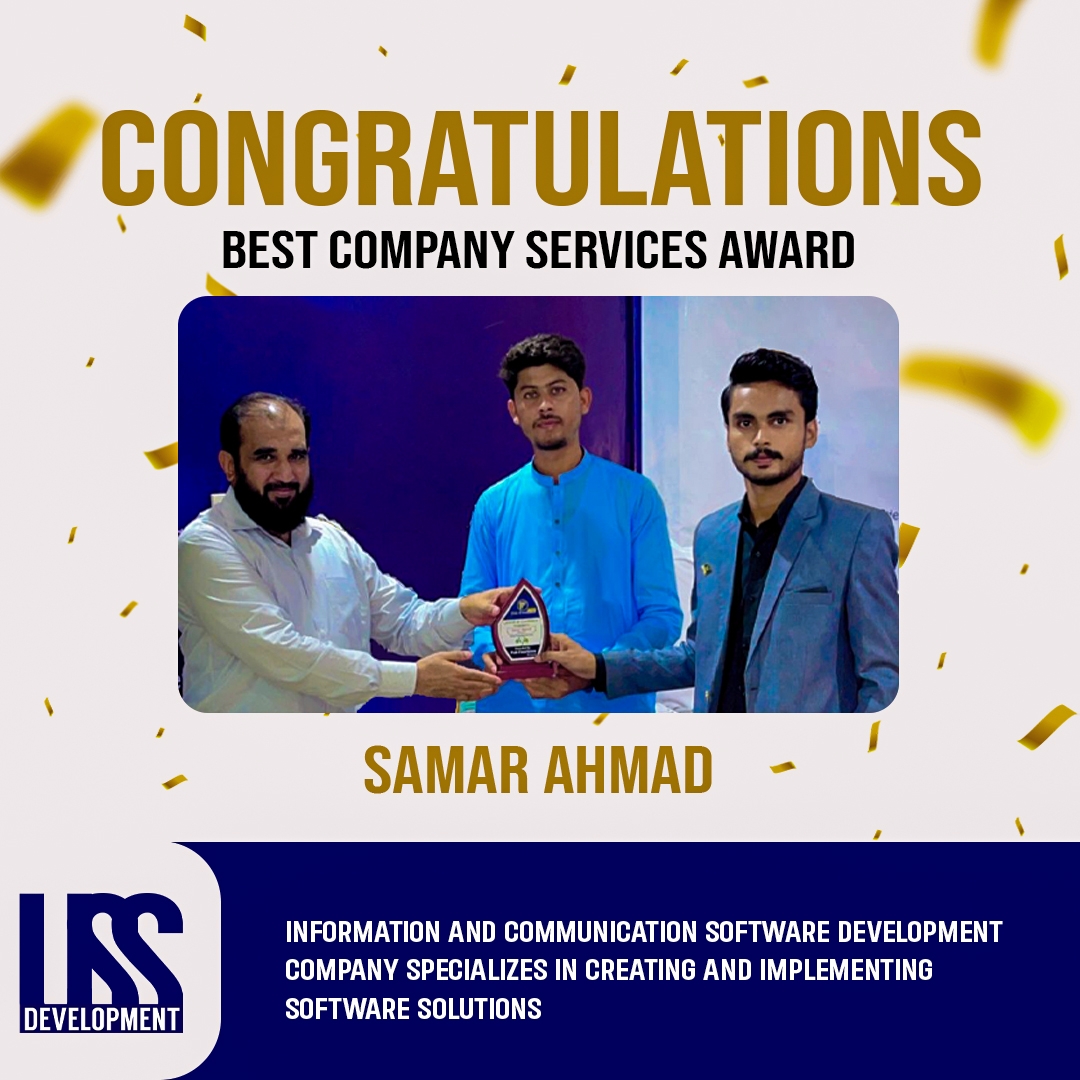 CONGRATULATIONS
BEST COMPANY SERVICES AWARD
SAMAR AHMAD
DEVELOPMENT
INFORMATION AND COMMUNICATION SOFTWARE DEVELOPMENT
COMPANY SPECIALIZES IN CREATING AND IMPLEMENTING
SOFTWARE SOLUTIONS